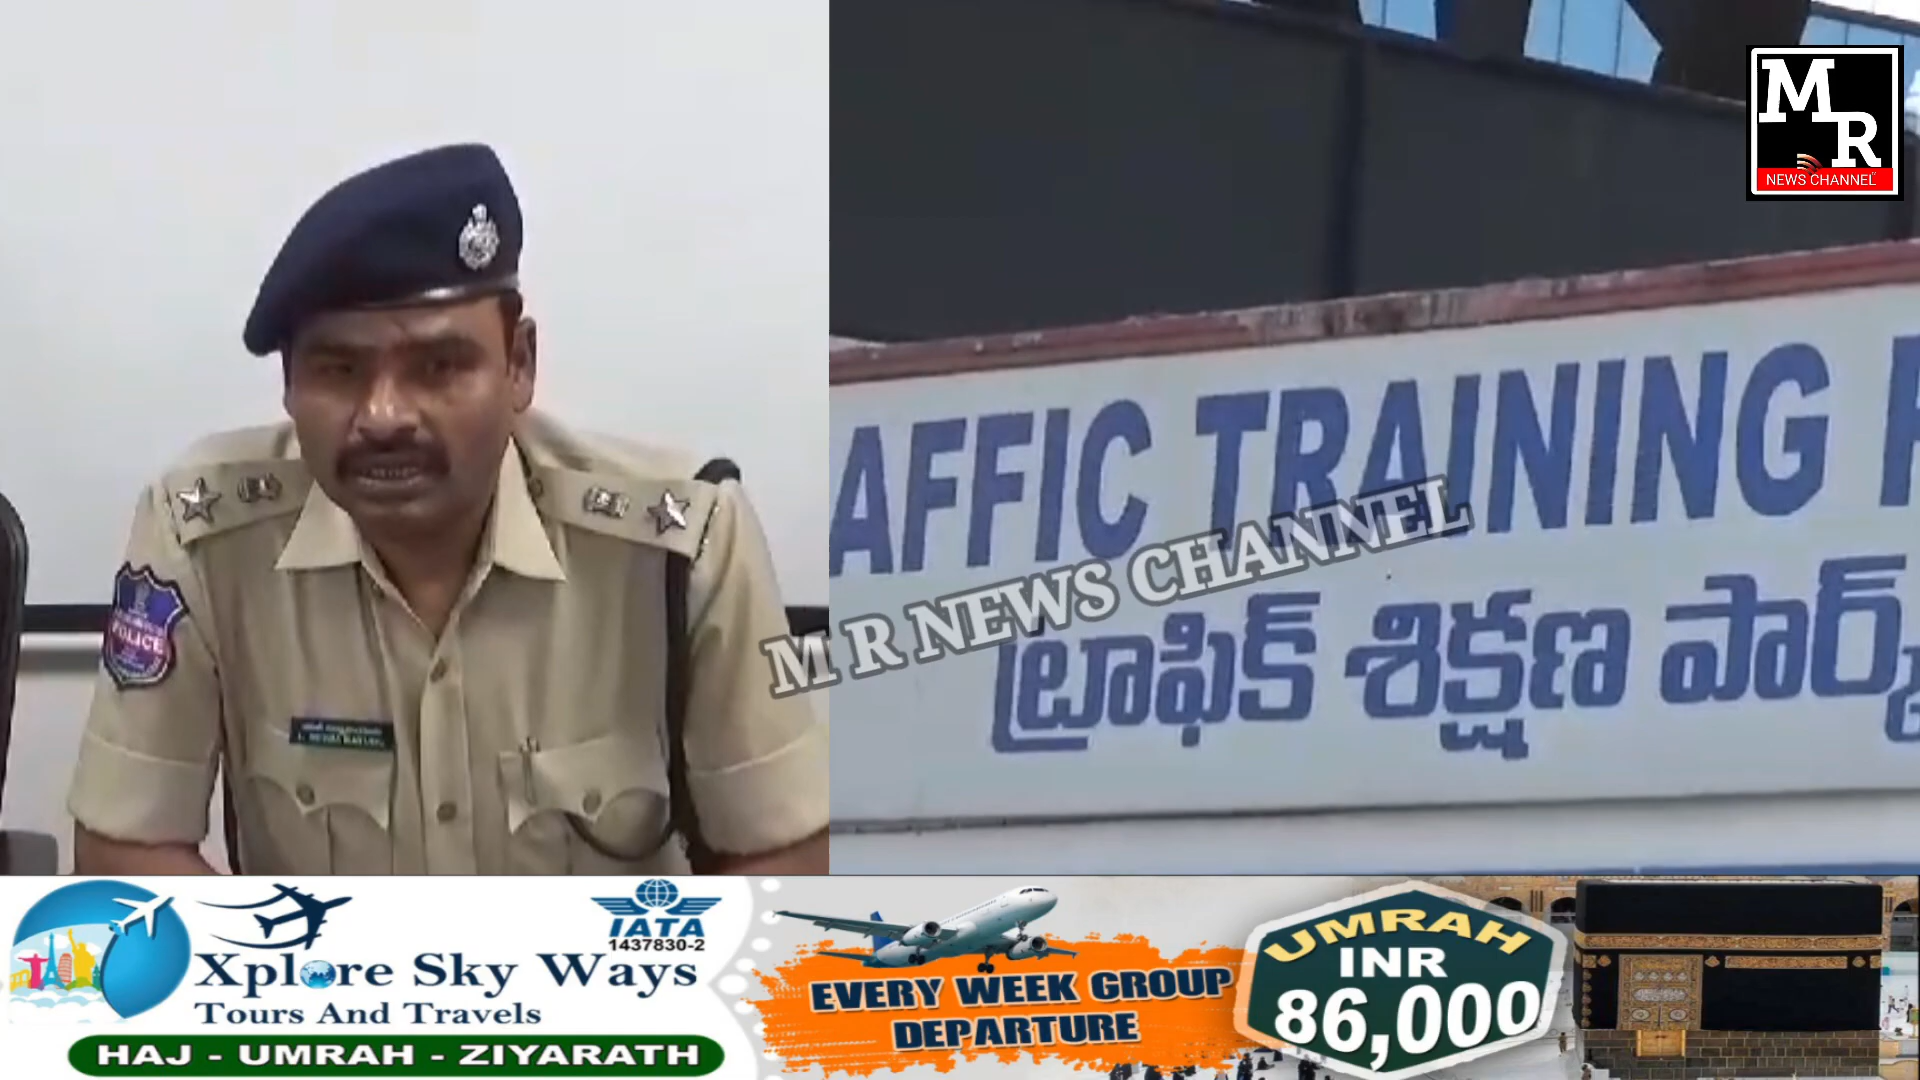 M
R
NEWS CHANNEL
AFFIC TRAINING
ట్రాఫిక్ శిక్షణ పార్క్
M R NEWS CHANNEL
POLICE
IATA
1437830-2
Xplore Sky Ways
Tours And Travels
HAJ - UMRAH - ZIYARATH
EVERY WEEK GROUP
DEPARTURE
UMRAH
INR
86,000